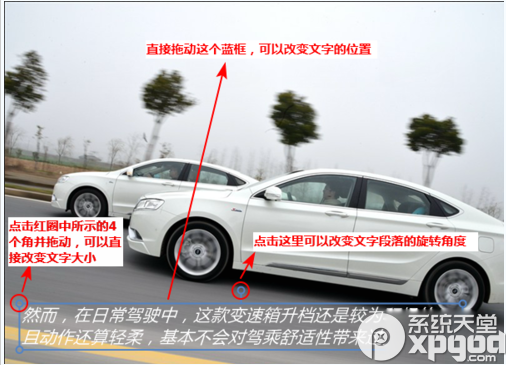 直接拖动这个蓝框，可以改变文字的位置
点击红圈中所示的4
个角并拖动，可以直
接改变文字大小
点击这里可以改变文字段落的旋转角度
然而，在日常驾驶中，这款变速箱升档还是较为
且动作还算轻柔，基本不会对驾乘舒适性带来
系统天堂
xpgod